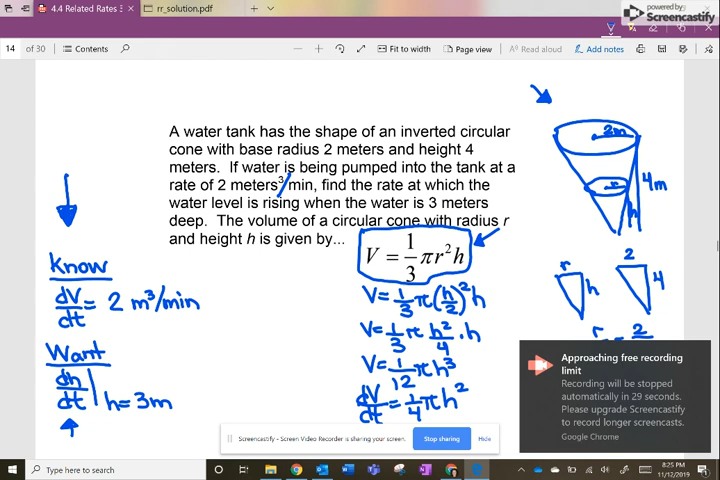 4.4 Related Rates
rr_solution.pdf
powered by
Screencastify
14 of 30
Contents
Fit to width
Page view
Read aloud
Add notes
A water tank has the shape of an inverted circular
cone with base radius 2 meters and height 4
meters. If water is being pumped into the tank at a
rate of 2 meters³/min, find the rate at which the
water level is rising when the water is 3 meters
deep. The volume of a circular cone with radius r
and height h is given by...
V = 1/3 πr²h
2m
r
4m
h
r
h
2
4
Know
dV/dt = 2 m³/min
Want
dh/dt | h=3m
V = 1/3 π(h/2)²h
V = 1/3 π h²/4 · h
V = 1/12 πh³
dV/dt = 1/4 πh²
Approaching free recording
limit
Recording will be stopped
automatically in 29 seconds.
Please upgrade Screencastify
to record longer screencasts.
Google Chrome
Screencastify - Screen Video Recorder is sharing your screen.
Stop sharing
Hide
Type here to search
8:25 PM
11/12/2019